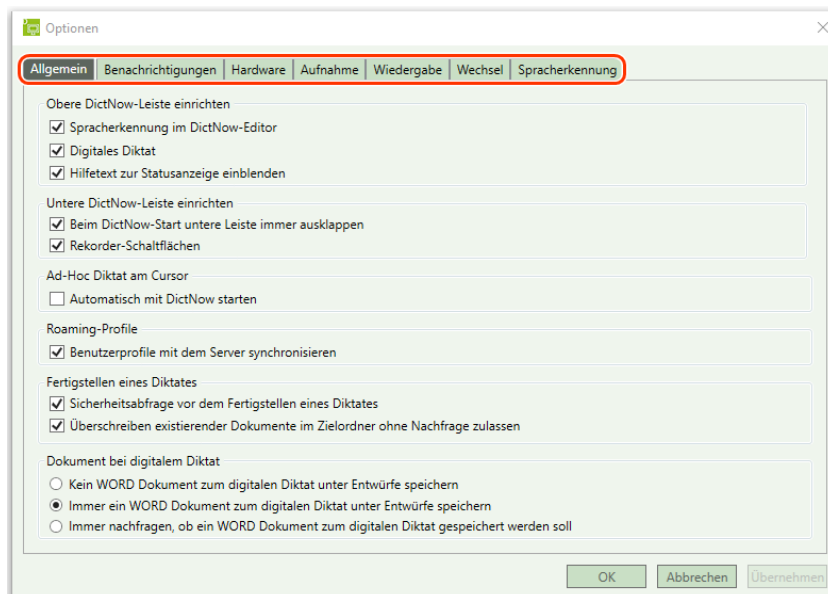 Optionen
Allgemein Benachrichtigungen Hardware Aufnahme Wiedergabe Wechsel Spracherkennung
Obere DictNow-Leiste einrichten
Spracherkennung im DictNow-Editor
Digitales Diktat
Hilfetext zur Statusanzeige einblenden
Untere DictNow-Leiste einrichten
Beim DictNow-Start untere Leiste immer ausklappen
Rekorder-Schaltflächen
Ad-Hoc Diktat am Cursor
Automatisch mit DictNow starten
Roaming-Profile
Benutzerprofile mit dem Server synchronisieren
Fertigstellen eines Diktates
Sicherheitsabfrage vor dem Fertigstellen eines Diktates
Überschreiben existierender Dokumente im Zielordner ohne Nachfrage zulassen
Dokument bei digitalem Diktat
Kein WORD Dokument zum digitalen Diktat unter Entwürfe speichern
Immer ein WORD Dokument zum digitalen Diktat unter Entwürfe speichern
Immer nachfragen, ob ein WORD Dokument zum digitalen Diktat gespeichert werden soll
OK Abbrechen Übernehmen